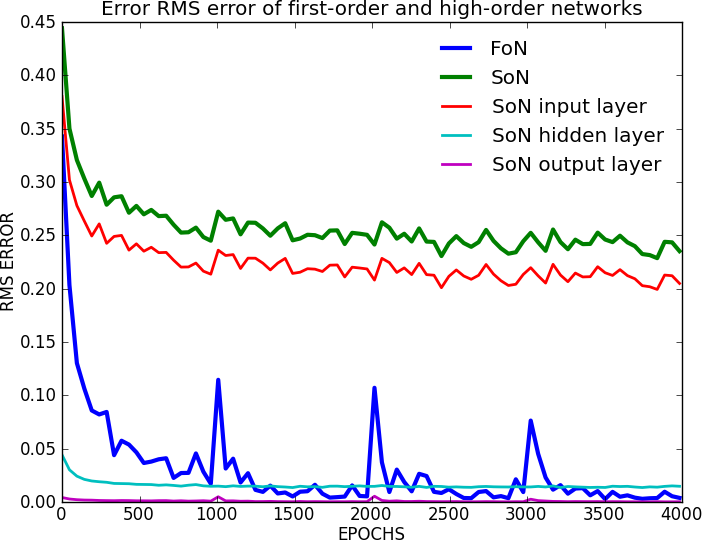 Error RMS error of first-order and high-order networks
0.45
0.40
0.35
0.30
0.25
0.20
0.15
0.10
0.05
0.00
RMS ERROR
FoN
SoN
SoN input layer
SoN hidden layer
SoN output layer
0 500 1000 1500 2000 2500 3000 3500 4000
EPOCHS